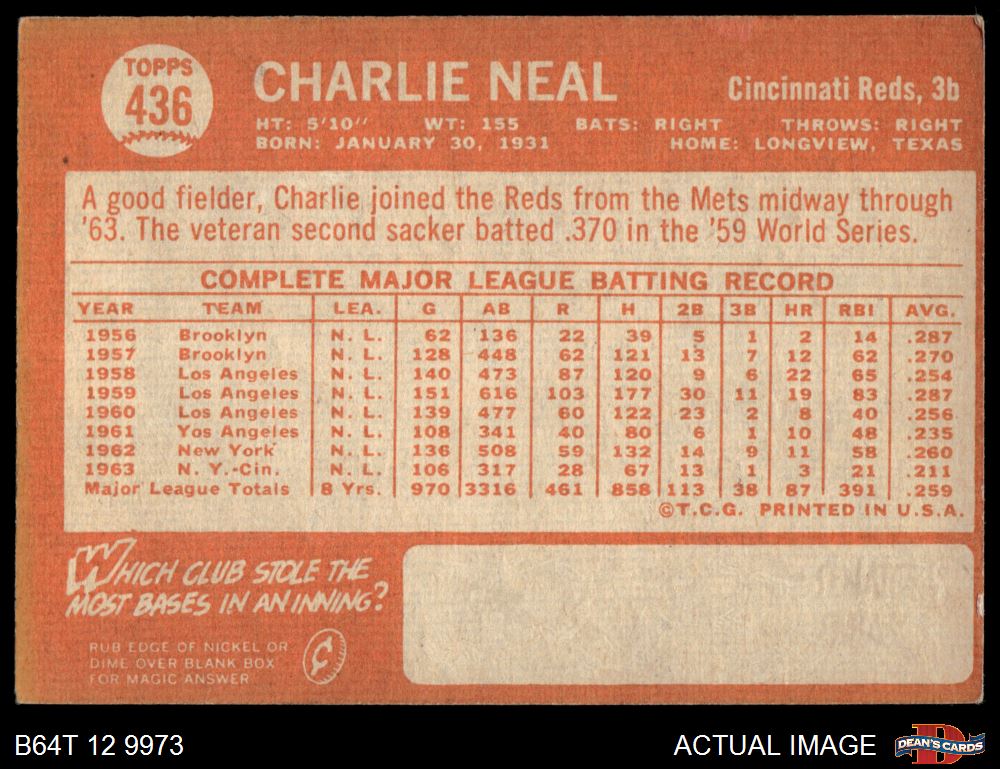 TOPPS
436
CHARLIE NEAL
Cincinnati Reds, 3b
HT: 5'10" WT: 155 BATS: RIGHT THROWS: RIGHT
BORN: JANUARY 30, 1931 HOME: LONGVIEW, TEXAS
A good fielder, Charlie joined the Reds from the Mets midway through
'63. The veteran second sacker batted .370 in the '59 World Series.
COMPLETE MAJOR LEAGUE BATTING RECORD
YEAR TEAM LEA. G AB R H 2B 3B HR RBI AVG.
1956 Brooklyn N. L. 62 136 22 39 5 1 2 14 .287
1957 Brooklyn N. L. 128 448 62 121 13 7 12 62 .270
1958 Los Angeles N. L. 140 473 87 120 9 6 22 65 .254
1959 Los Angeles N. L. 151 616 103 177 30 11 19 83 .287
1960 Los Angeles N. L. 139 477 60 122 23 2 8 40 .256
1961 Yos Angeles N. L. 108 341 40 80 6 1 10 48 .235
1962 New York N. L. 136 508 59 132 14 9 11 58 .260
1963 N. Y.-Cin. N. L. 106 317 28 67 13 1 3 21 .211
Major League Totals 8 Yrs. 970 3316 461 858 113 38 87 391 .259
©T.C.G. PRINTED IN U.S.A.
WHICH CLUB STOLE THE
MOST BASES IN AN INNING?
RUB EDGE OF NICKEL OR
DIME OVER BLANK BOX
FOR MAGIC ANSWER
B64T 12 9973
ACTUAL IMAGE
DEAN'S CARDS